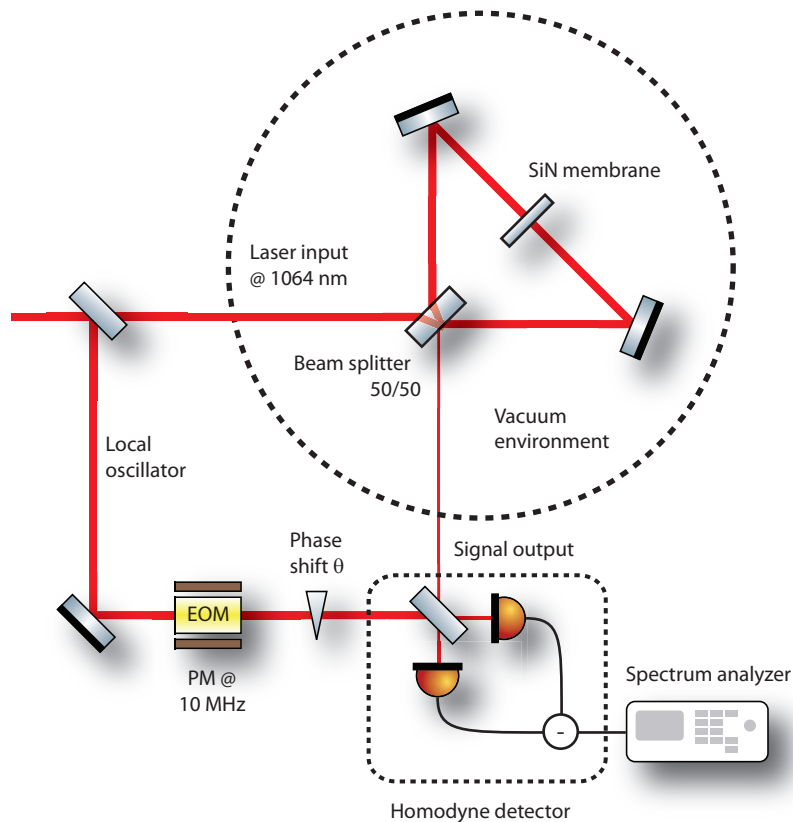 SiN membrane
Laser input
@ 1064 nm
Beam splitter
50/50
Vacuum
environment
Local
oscillator
Phase
shift θ
Signal output
EOM
PM @
10 MHz
Spectrum analyzer
-
Homodyne detector